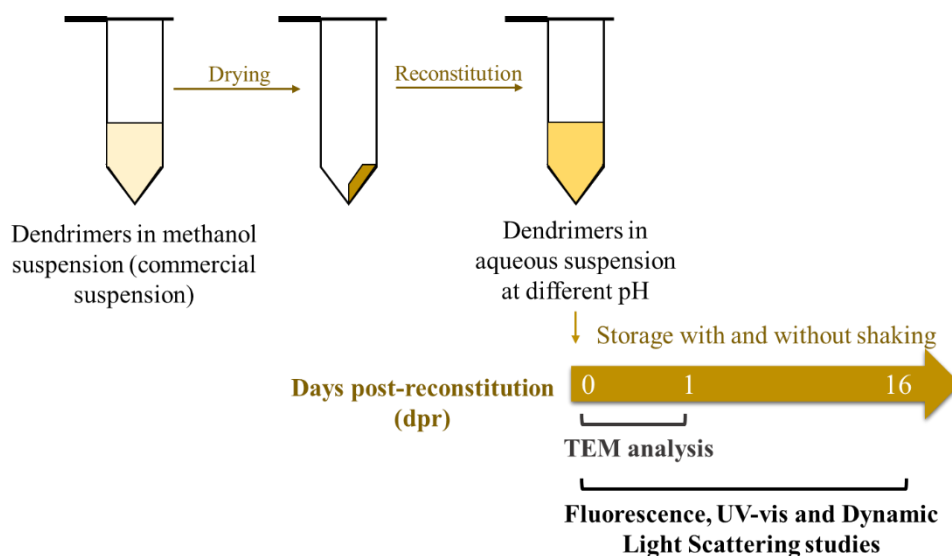 Drying
Reconstitution
Dendrimers in methanol
suspension (commercial
suspension)
Dendrimers in
aqueous suspension
at different pH
Storage with and without shaking
Days post-reconstitution
(dpr)
0 1 16
TEM analysis
Fluorescence, UV-vis and Dynamic
Light Scattering studies